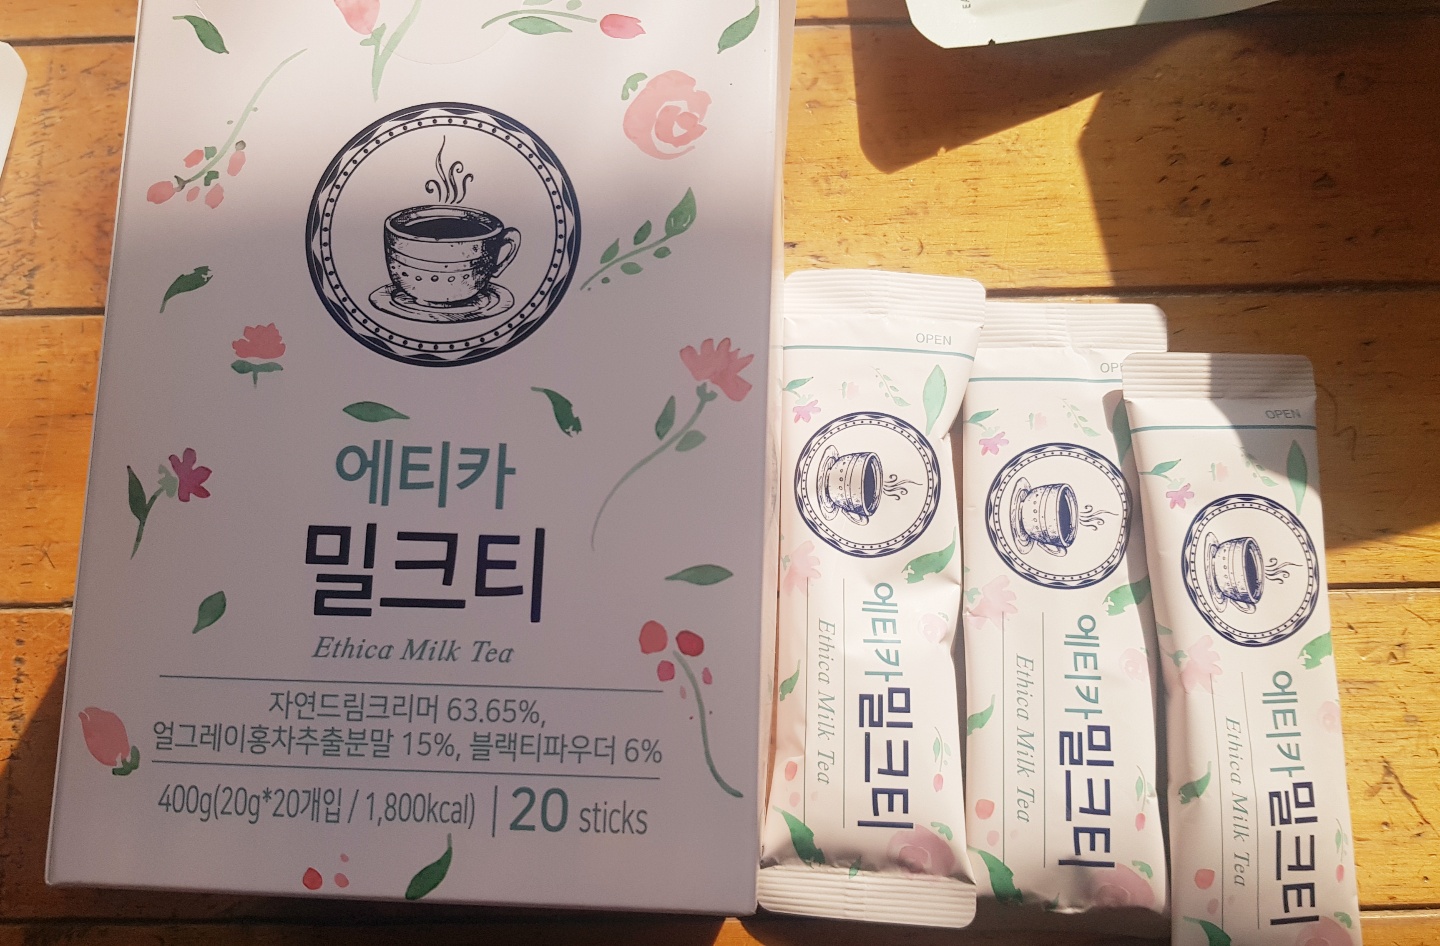 에티카
밀크티
Ethica Milk Tea
자연드림크리머 63.65%,
얼그레이홍차추출분말 15%, 블랙티파우더 6%
400g(20g*20개입 / 1,800kcal) | 20 sticks
OPEN
에티카밀크티
Ethica Milk Tea
에티카밀크티
Ethica Milk Tea
OPEN
에티카밀크티
Ethica Milk Tea